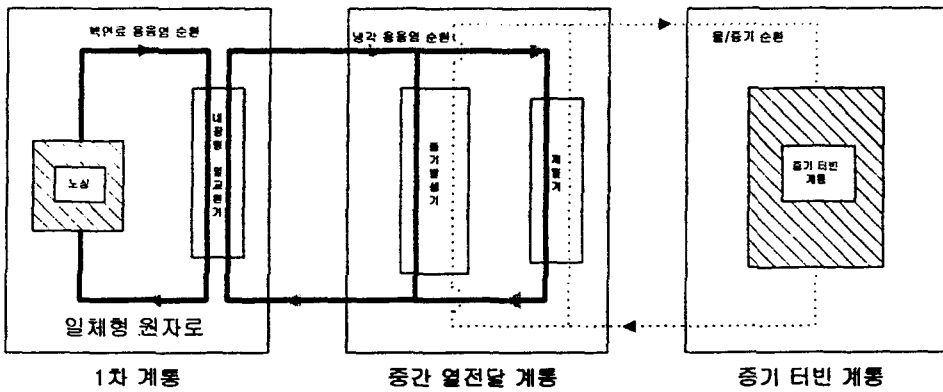 핵연료 용융염 순환
냉각 용융염 순환
물/증기 순환
노심
내장형 열교환기
증기발생기
재열기
증기 터빈
계통
일체형 원자로
1차 계통
중간 열전달 계통
증기 터빈 계통